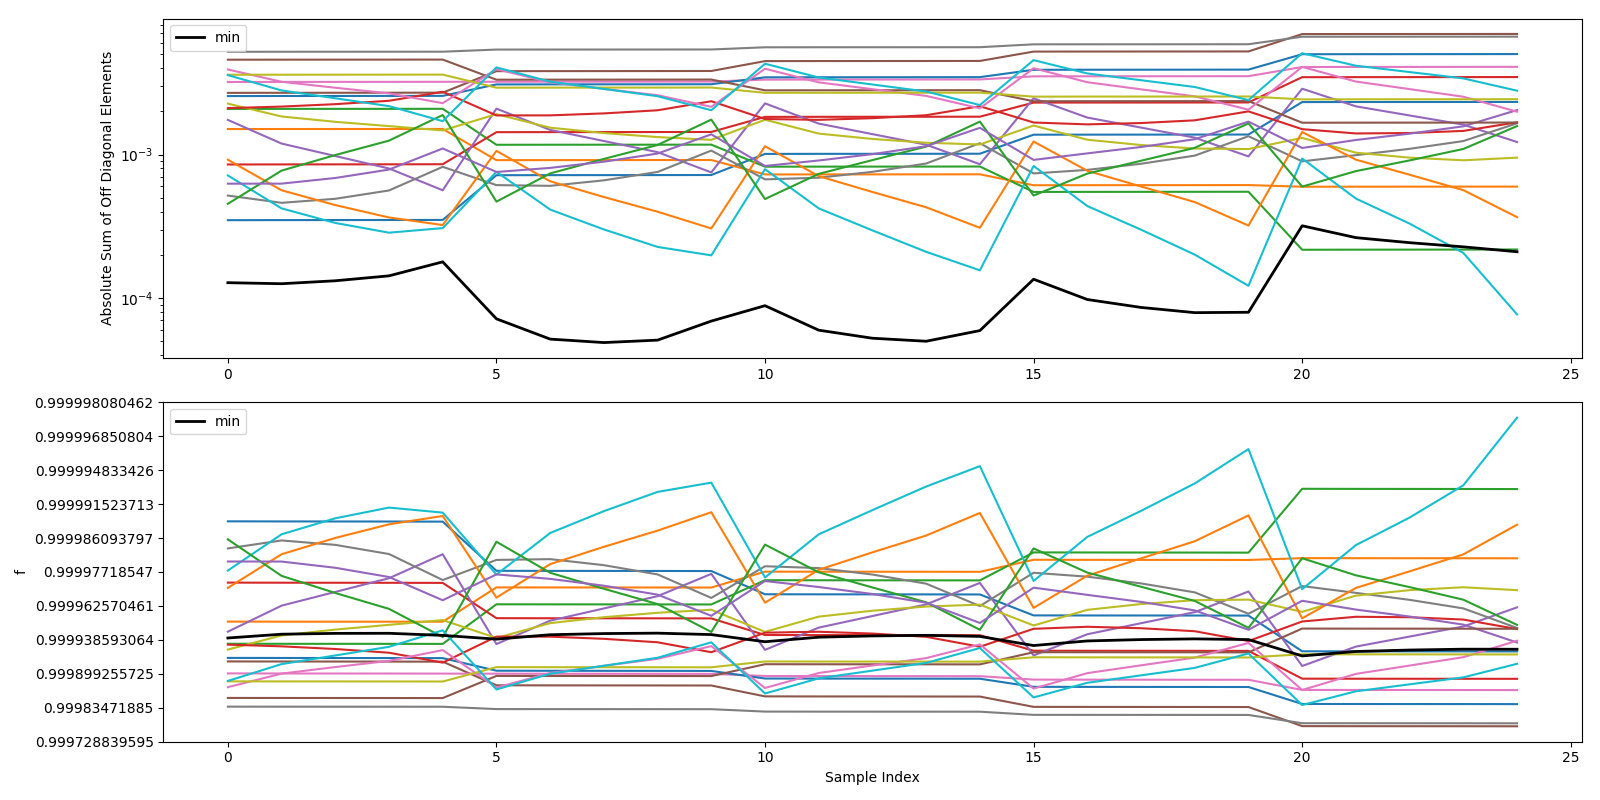 min
Absolute Sum of Off Diagonal Elements
10^{-3}
10^{-4}
0 5 10 15 20 25
min
f
0.999998080462
0.999996850804
0.999994833426
0.999991523713
0.999986093797
0.99997718547
0.999962570461
0.999938593064
0.999899255725
0.99983471885
0.999728839595
0 5 10 15 20 25
Sample Index